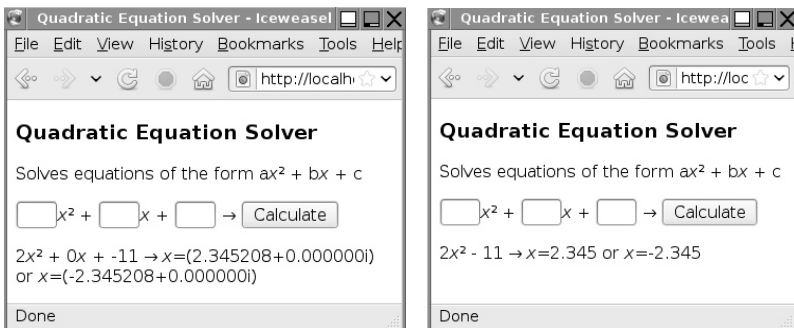 Quadratic Equation Solver - Iceweasel
File Edit View History Bookmarks Tools Help
http://localh
Quadratic Equation Solver
Solves equations of the form ax² + bx + c
x² + x + → Calculate
2x² + 0x + -11 → x=(2.345208+0.000000i)
or x=(-2.345208+0.000000i)
Done
Quadratic Equation Solver - Icewea
File Edit View History Bookmarks Tools
http://loc
Quadratic Equation Solver
Solves equations of the form ax² + bx + c
x² + x + → Calculate
2x² - 11 → x=2.345 or x=-2.345
Done